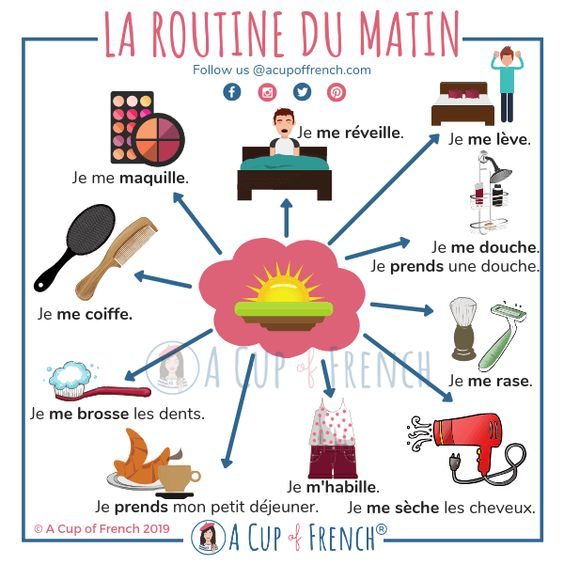 LA ROUTINE DU MATIN
Follow us @acupoffrench.com
Je me réveille.
Je me lève.
Je me maquille.
Je me douche.
Je prends une douche.
Je me coiffe.
Je me rase.
A CUP of FRENCH
Je me brosse les dents.
Je m'habille.
Je prends mon petit déjeuner.
Je me sèche les cheveux.
© A Cup of French 2019
A CUP of FRENCH®